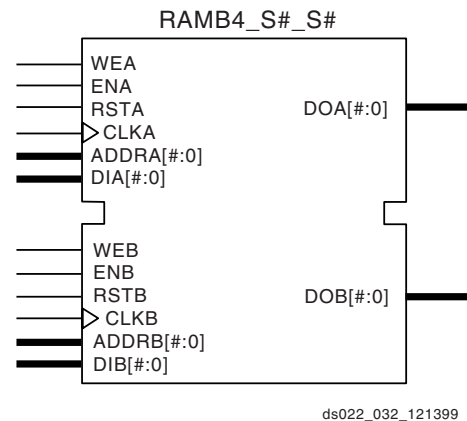 RAMB4_S#_S#
WEA
ENA
RSTA
CLKA
ADDRA[#:0]
DIA[#:0]
DOA[#:0]
WEB
ENB
RSTB
CLKB
ADDRB[#:0]
DIB[#:0]
DOB[#:0]
ds022_032_121399